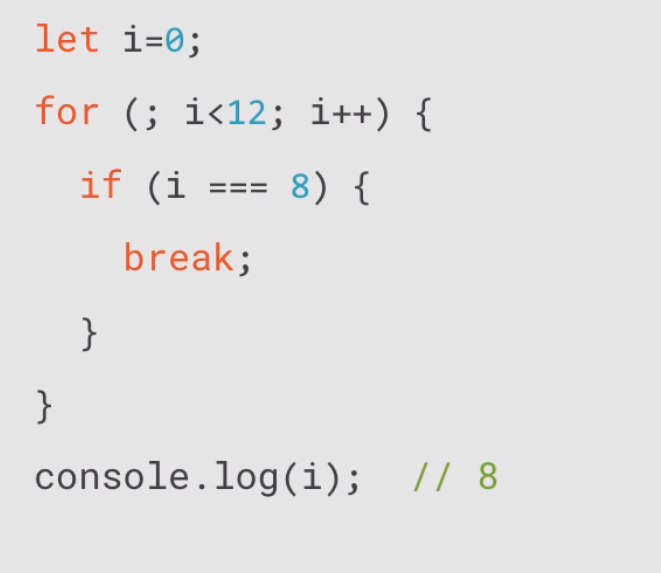 let i=0;
for (; i<12; i++) {
  if (i === 8) {
    break;
  }
}
console.log(i);  // 8